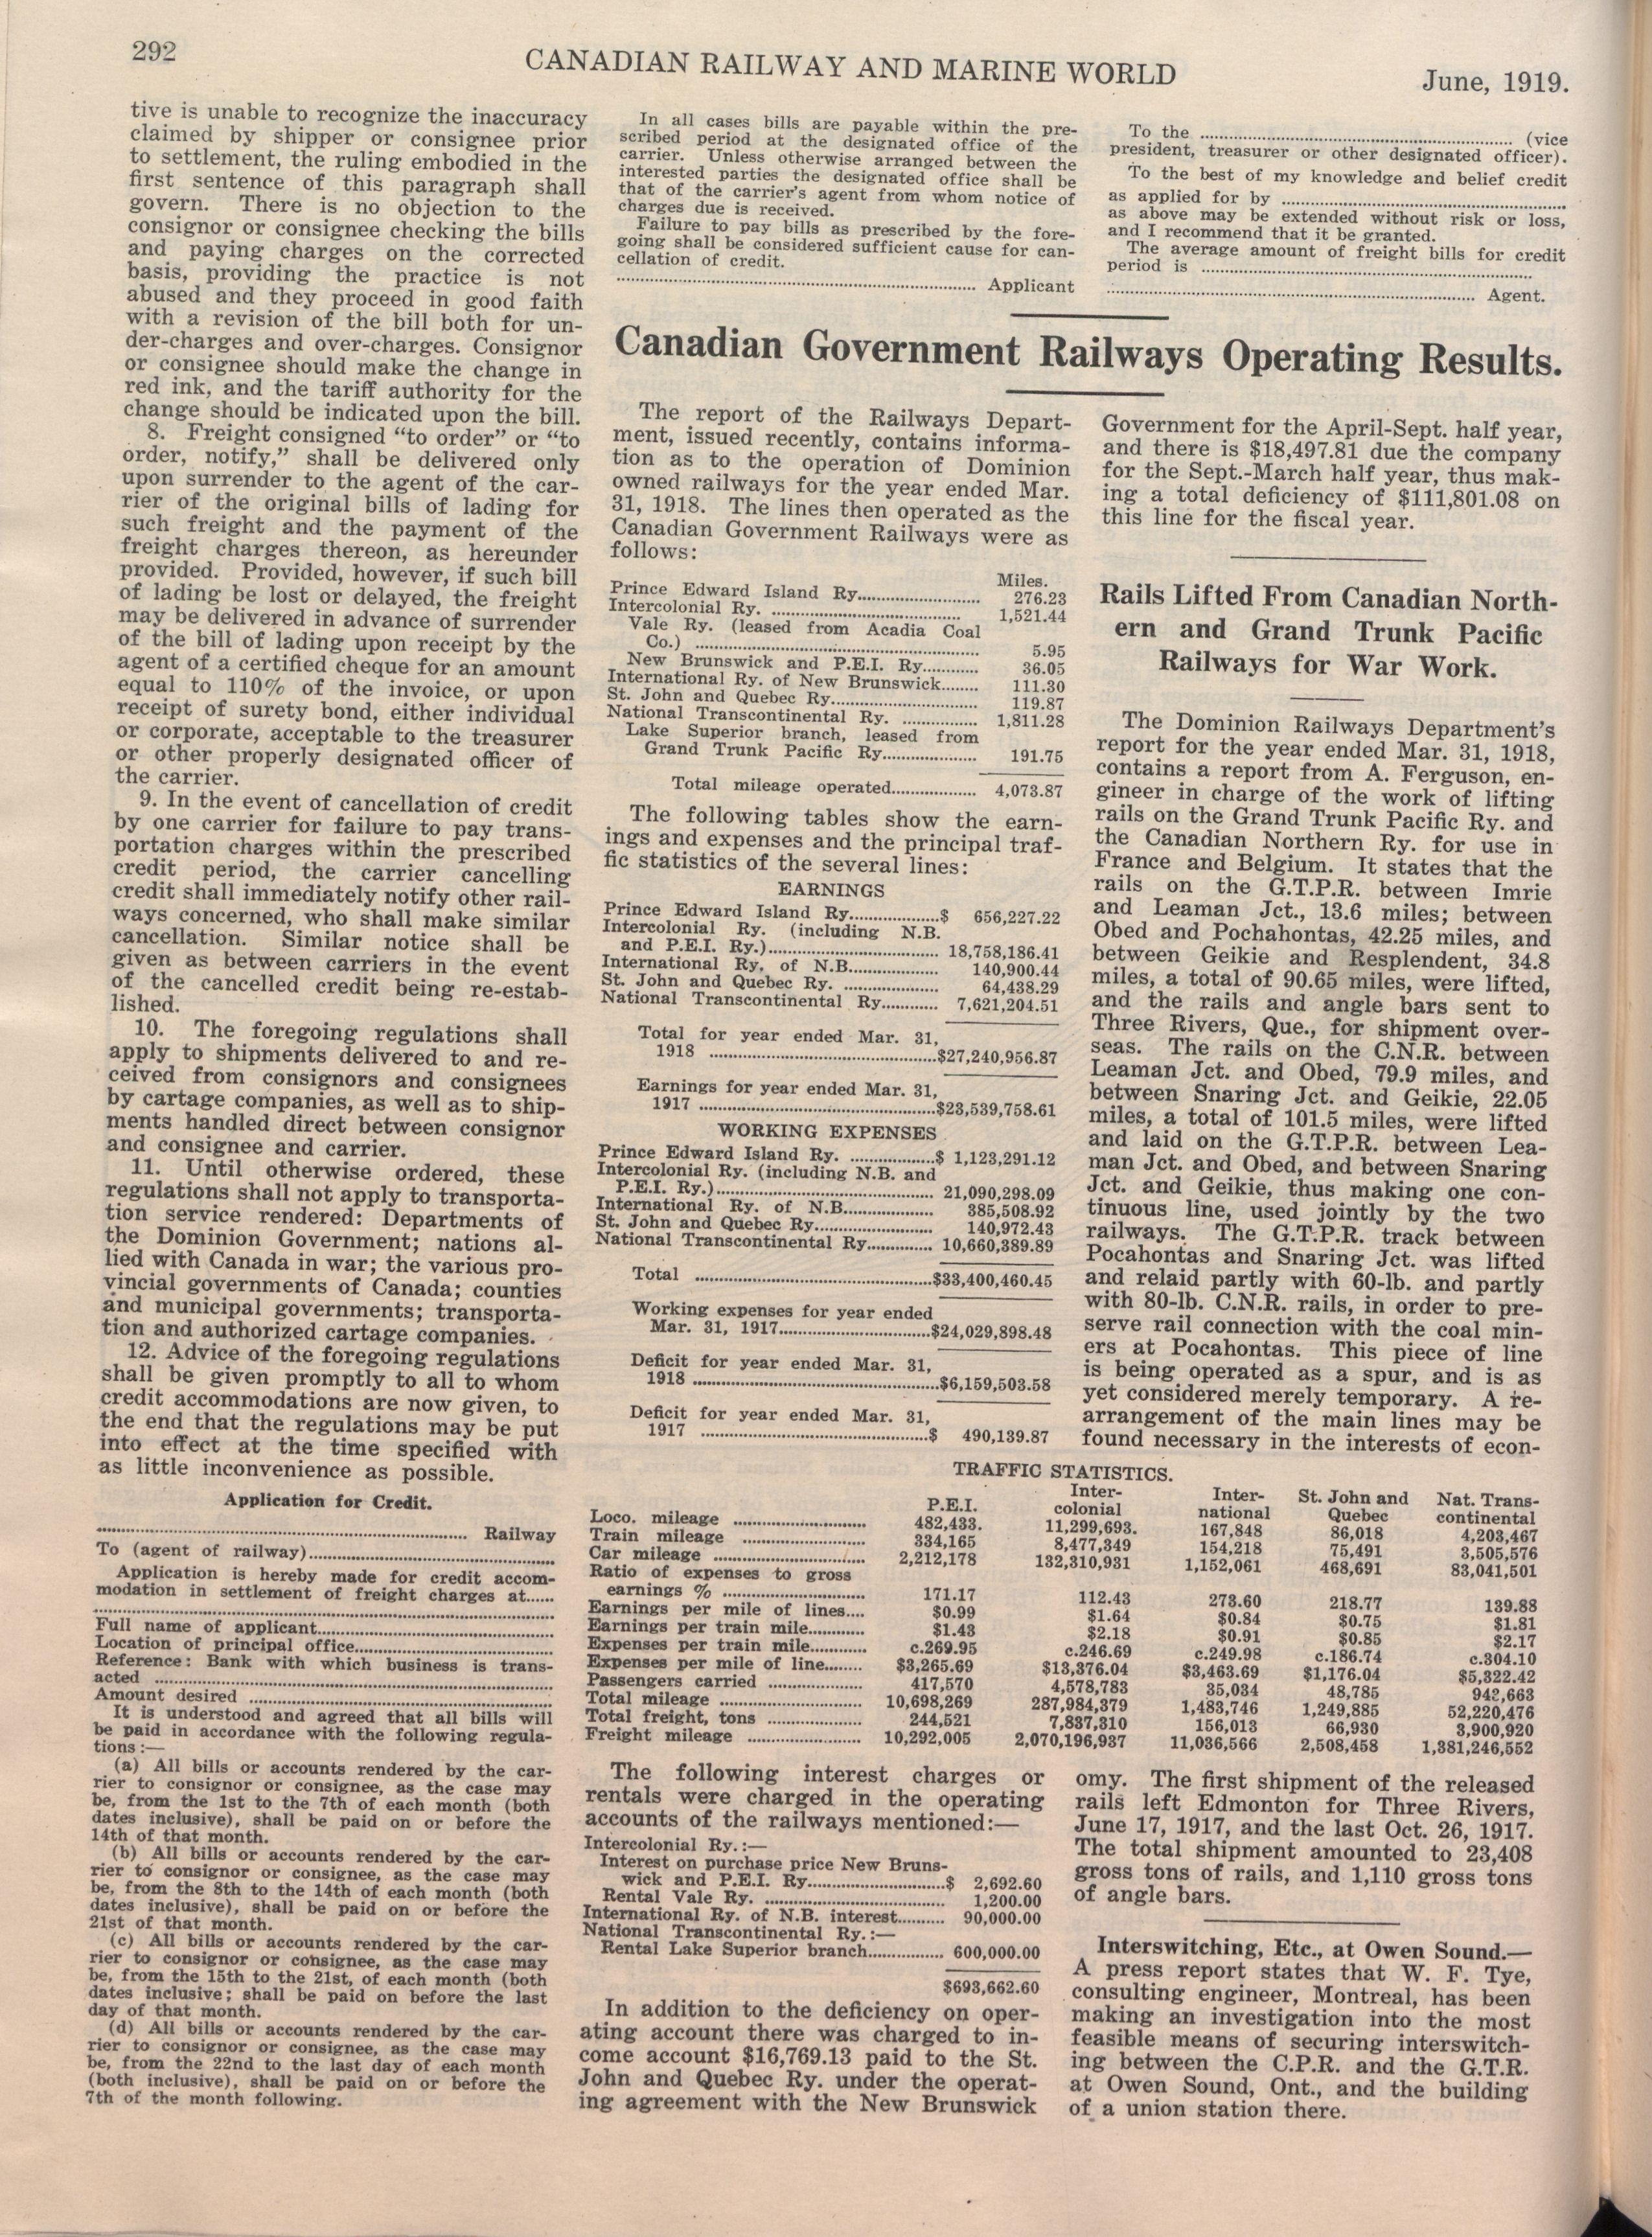 292
CANADIAN RAILWAY AND MARINE WORLD
June, 1919.
tive is unable to recognize the inaccuracy
claimed by shipper or consignee prior
to settlement, the ruling embodied in the
first sentence of this paragraph shall
govern. There is no objection to the
consignor or consignee checking the bills
and paying charges on the corrected
basis, providing the practice is not
abused and they proceed in good faith
with a revision of the bill both for un-
der-charges and over-charges. Consignor
or consignee should make the change in
red ink, and the tariff authority for the
change should be indicated upon the bill.
8. Freight consigned “to order” or “to
order, notify,” shall be delivered only
upon surrender to the agent of the car-
rier of the original bills of lading for
such freight and the payment of the
freight charges thereon, as hereunder
provided. Provided, however, if such bill
of lading be lost or delayed, the freight
may be delivered in advance of surrender
of the bill of lading upon receipt by the
agent of a certified cheque for an amount
equal to 110% of the invoice, or upon
receipt of surety bond, either individual
or corporate, acceptable to the treasurer
or other properly designated officer of
the carrier.
9. In the event of cancellation of credit
by one carrier for failure to pay trans-
portation charges within the prescribed
credit period, the carrier cancelling
credit shall immediately notify other rail-
ways concerned, who shall make similar
cancellation. Similar notice shall be
given as between carriers in the event
of the cancelled credit being re-estab-
lished.
10. The foregoing regulations shall
apply to shipments delivered to and re-
ceived from consignors and consignees
by cartage companies, as well as to ship-
ments handled direct between consignor
and consignee and carrier.
11. Until otherwise ordered, these
regulations shall not apply to transporta-
tion service rendered: Departments of
the Dominion Government; nations al-
lied with Canada in war; the various pro-
vincial governments of Canada; counties
and municipal governments; transporta-
tion and authorized cartage companies.
12. Advice of the foregoing regulations
shall be given promptly to all to whom
credit accommodations are now given, to
the end that the regulations may be put
into effect at the time specified with
as little inconvenience as possible.
Application for Credit.
........ Railway
To (agent of railway)........
Application is hereby made for credit accom-
modation in settlement of freight charges at......
........
Full name of applicant........
Location of principal office........
Reference: Bank with which business is trans-
acted ........
Amount desired ........
It is understood and agreed that all bills will
be paid in accordance with the following regula-
tions:—
(a) All bills or accounts rendered by the car-
rier to consignor or consignee, as the case may
be, from the 1st to the 7th of each month (both
dates inclusive), shall be paid on or before the
14th of that month.
(b) All bills or accounts rendered by the car-
rier to consignor or consignee, as the case may
be, from the 8th to the 14th of each month (both
dates inclusive), shall be paid on or before the
21st of that month.
(c) All bills or accounts rendered by the car-
rier to consignor or consignee, as the case may
be, from the 15th to the 21st, of each month (both
dates inclusive; shall be paid on before the last
day of that month.
(d) All bills or accounts rendered by the car-
rier to consignor or consignee, as the case may
be, from the 22nd to the last day of each month
(both inclusive), shall be paid on or before the
7th of the month following.
In all cases bills are payable within the pre-
scribed period at the designated office of the
carrier. Unless otherwise arranged between the
interested parties the designated office shall be
that of the carrier's agent from whom notice of
charges due is received.
Failure to pay bills as prescribed by the fore-
going shall be considered sufficient cause for can-
cellation of credit.
........ Applicant
To the ........ (vice
president, treasurer or other designated officer).
To the best of my knowledge and belief credit
as applied for by ........
as above may be extended without risk or loss,
and I recommend that it be granted.
The average amount of freight bills for credit
period is ........
........ Agent.
Canadian Government Railways Operating Results.
The report of the Railways Depart-
ment, issued recently, contains informa-
tion as to the operation of Dominion
owned railways for the year ended Mar.
31, 1918. The lines then operated as the
Canadian Government Railways were as
follows:
Miles.
Prince Edward Island Ry........ 276.23
Intercolonial Ry. ........ 1,521.44
Vale Ry. (leased from Acadia Coal
Co.) ........ 5.95
New Brunswick and P.E.I. Ry........ 36.05
International Ry. of New Brunswick........ 111.30
St. John and Quebec Ry........ 119.87
National Transcontinental Ry. ........ 1,811.28
Lake Superior branch, leased from
Grand Trunk Pacific Ry........ 191.75
Total mileage operated........ 4,073.87
The following tables show the earn-
ings and expenses and the principal traf-
fic statistics of the several lines:
EARNINGS
Prince Edward Island Ry........$ 656,227.22
Intercolonial Ry. (including N.B.
and P.E.I. Ry.)........ 18,758,186.41
International Ry. of N.B........ 140,900.44
St. John and Quebec Ry. ........ 64,438.29
National Transcontinental Ry........ 7,621,204.51
Total for year ended Mar. 31,
1918 ........$27,240,956.87
Earnings for year ended Mar. 31,
1917 ........$23,539,758.61
WORKING EXPENSES
Prince Edward Island Ry. ........$ 1,123,291.12
Intercolonial Ry. (including N.B. and
P.E.I. Ry.)........ 21,090,298.09
International Ry. of N.B........ 385,508.92
St. John and Quebec Ry........ 140,972.43
National Transcontinental Ry........ 10,660,389.89
Total ........$33,400,460.45
Working expenses for year ended
Mar. 31, 1917........$24,029,898.48
Deficit for year ended Mar. 31,
1918 ........$6,159,503.58
Deficit for year ended Mar. 31,
1917 ........$ 490,139.87
Government for the April-Sept. half year,
and there is $18,497.81 due the company
for the Sept.-March half year, thus mak-
ing a total deficiency of $111,801.08 on
this line for the fiscal year.
Rails Lifted From Canadian North-
ern and Grand Trunk Pacific
Railways for War Work.
The Dominion Railways Department's
report for the year ended Mar. 31, 1918,
contains a report from A. Ferguson, en-
gineer in charge of the work of lifting
rails on the Grand Trunk Pacific Ry. and
the Canadian Northern Ry. for use in
France and Belgium. It states that the
rails on the G.T.P.R. between Imrie
and Leaman Jct., 13.6 miles; between
Obed and Pochahontas, 42.25 miles, and
between Geikie and Resplendent, 34.8
miles, a total of 90.65 miles, were lifted,
and the rails and angle bars sent to
Three Rivers, Que., for shipment over-
seas. The rails on the C.N.R. between
Leaman Jct. and Obed, 79.9 miles, and
between Snaring Jct. and Geikie, 22.05
miles, a total of 101.5 miles, were lifted
and laid on the G.T.P.R. between Lea-
man Jct. and Obed, and between Snaring
Jct. and Geikie, thus making one con-
tinuous line, used jointly by the two
railways. The G.T.P.R. track between
Pocahontas and Snaring Jct. was lifted
and relaid partly with 60-lb. and partly
with 80-lb. C.N.R. rails, in order to pre-
serve rail connection with the coal min-
ers at Pocahontas. This piece of line
is being operated as a spur, and is as
yet considered merely temporary. A re-
arrangement of the main lines may be
found necessary in the interests of econ-
TRAFFIC STATISTICS.
P.E.I. Inter-colonial Inter-national St. John and Quebec Nat. Trans-continental
Loco. mileage ........ 482,433. 11,299,693. 167,848 86,018 4,203,467
Train mileage ........ 334,165 8,477,349 154,218 75,491 3,505,576
Car mileage ........ 2,212,178 132,310,931 1,152,061 468,691 83,041,501
Ratio of expenses to gross
earnings % ........ 171.17 112.43 273.60 218.77 139.88
Earnings per mile of lines.... $0.99 $1.64 $0.84 $0.75 $1.81
Earnings per train mile........ $1.43 $2.18 $0.91 $0.85 $2.17
Expenses per train mile........ c.269.95 c.246.69 c.249.98 c.186.74 c.304.10
Expenses per mile of line........ $3,265.69 $13,376.04 $3,463.69 $1,176.04 $5,322.42
Passengers carried ........ 417,570 4,578,783 35,034 48,785 942,663
Total mileage ........ 10,698,269 287,984,379 1,483,746 1,249,885 52,220,476
Total freight, tons ........ 244,521 7,837,310 156,013 66,930 3,900,920
Freight mileage ........ 10,292,005 2,070,196,937 11,036,566 2,508,458 1,381,246,552
The following interest charges or
rentals were charged in the operating
accounts of the railways mentioned:—
Intercolonial Ry.:—
Interest on purchase price New Bruns-
wick and P.E.I. Ry........$ 2,692.60
Rental Vale Ry. ........ 1,200.00
International Ry. of N.B. interest........ 90,000.00
National Transcontinental Ry.:—
Rental Lake Superior branch........ 600,000.00
$693,662.60
In addition to the deficiency on oper-
ating account there was charged to in-
come account $16,769.13 paid to the St.
John and Quebec Ry. under the operat-
ing agreement with the New Brunswick
omy. The first shipment of the released
rails left Edmonton for Three Rivers,
June 17, 1917, and the last Oct. 26, 1917.
The total shipment amounted to 23,408
gross tons of rails, and 1,110 gross tons
of angle bars.
Interswitching, Etc., at Owen Sound.—
A press report states that W. F. Tye,
consulting engineer, Montreal, has been
making an investigation into the most
feasible means of securing interswitch-
ing between the C.P.R. and the G.T.R.
at Owen Sound, Ont., and the building
of a union station there.